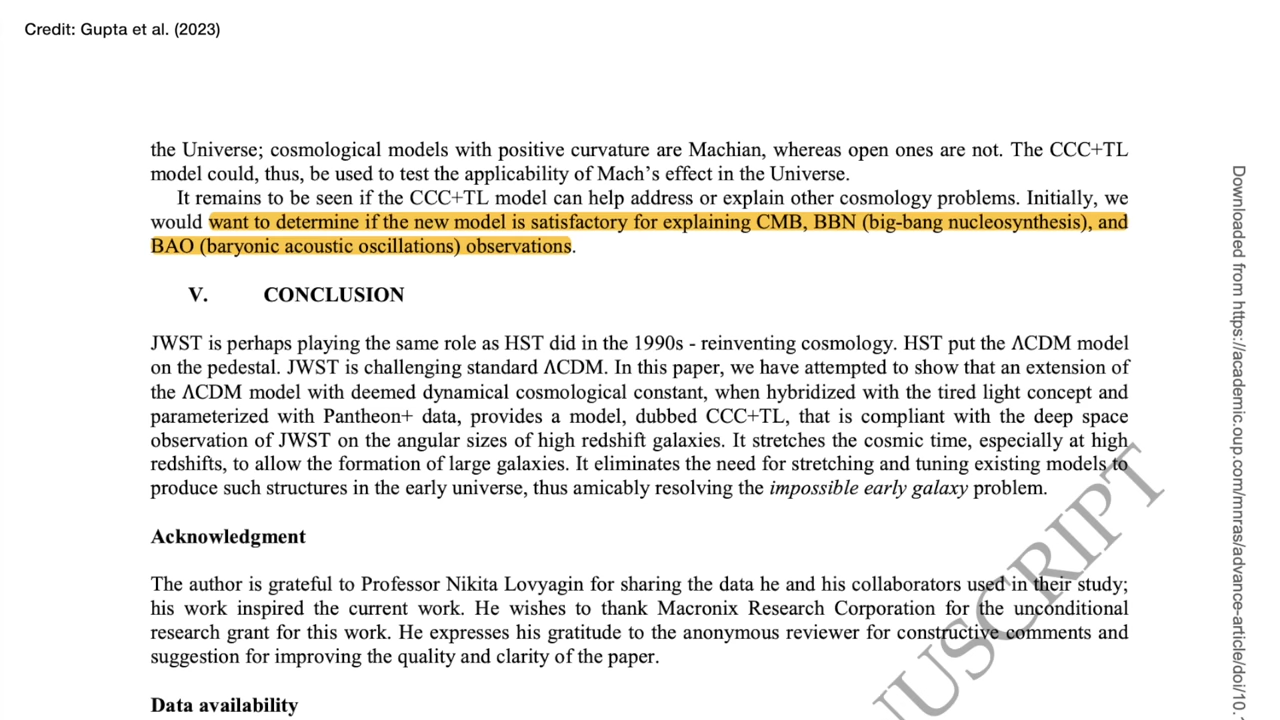 Credit: Gupta et al. (2023)
the Universe; cosmological models with positive curvature are Machian, whereas open ones are not. The CCC+TL
model could, thus, be used to test the applicability of Mach’s effect in the Universe.
It remains to be seen if the CCC+TL model can help address or explain other cosmology problems. Initially, we
would want to determine if the new model is satisfactory for explaining CMB, BBN (big-bang nucleosynthesis), and
BAO (baryonic acoustic oscillations) observations.
V. CONCLUSION
JWST is perhaps playing the same role as HST did in the 1990s - reinventing cosmology. HST put the ΛCDM model
on the pedestal. JWST is challenging standard ΛCDM. In this paper, we have attempted to show that an extension of
the ΛCDM model with deemed dynamical cosmological constant, when hybridized with the tired light concept and
parameterized with Pantheon+ data, provides a model, dubbed CCC+TL, that is compliant with the deep space
observation of JWST on the angular sizes of high redshift galaxies. It stretches the cosmic time, especially at high
redshifts, to allow the formation of large galaxies. It eliminates the need for stretching and tuning existing models to
produce such structures in the early universe, thus amicably resolving the impossible early galaxy problem.
Acknowledgment
The author is grateful to Professor Nikita Lovyagin for sharing the data he and his collaborators used in their study;
his work inspired the current work. He wishes to thank Macronix Research Corporation for the unconditional
research grant for this work. He expresses his gratitude to the anonymous reviewer for constructive comments and
suggestion for improving the quality and clarity of the paper.
Data availability
Downloaded from https://academic.oup.com/mnras/advance-article/doi/10.
USCRIPT